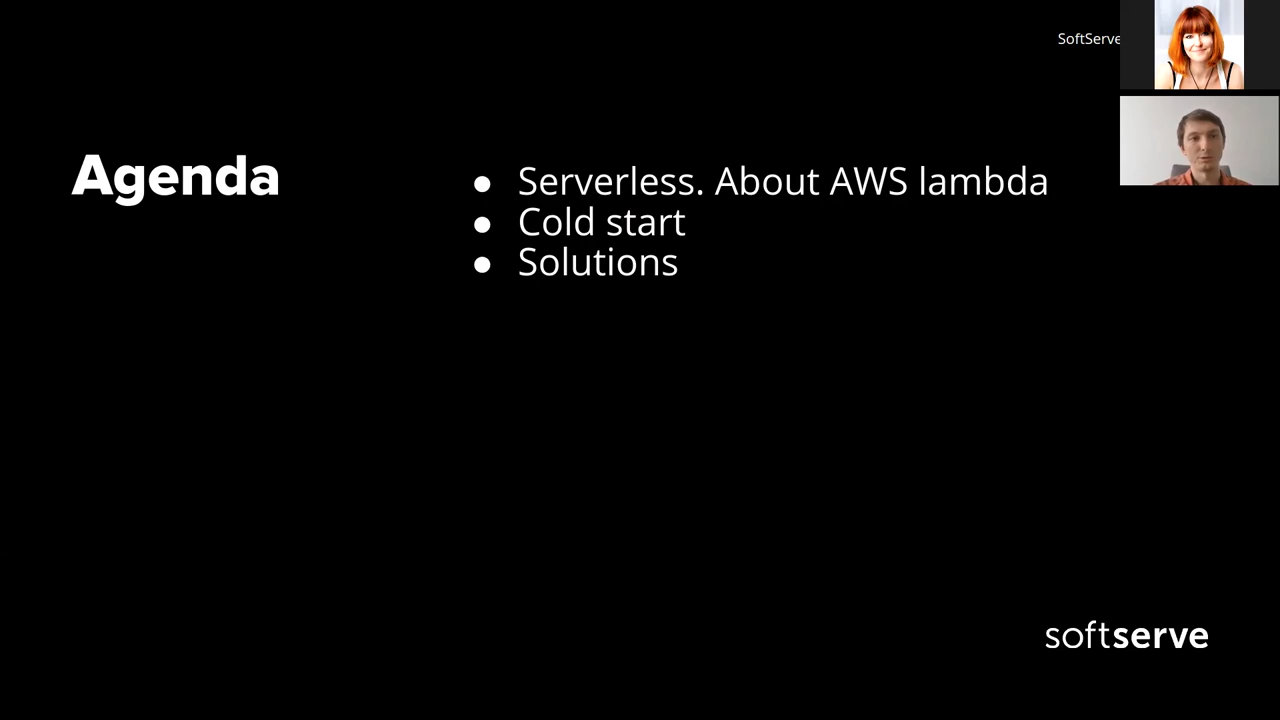 SoftServe
Agenda
● Serverless. About AWS lambda
● Cold start
● Solutions
softserve